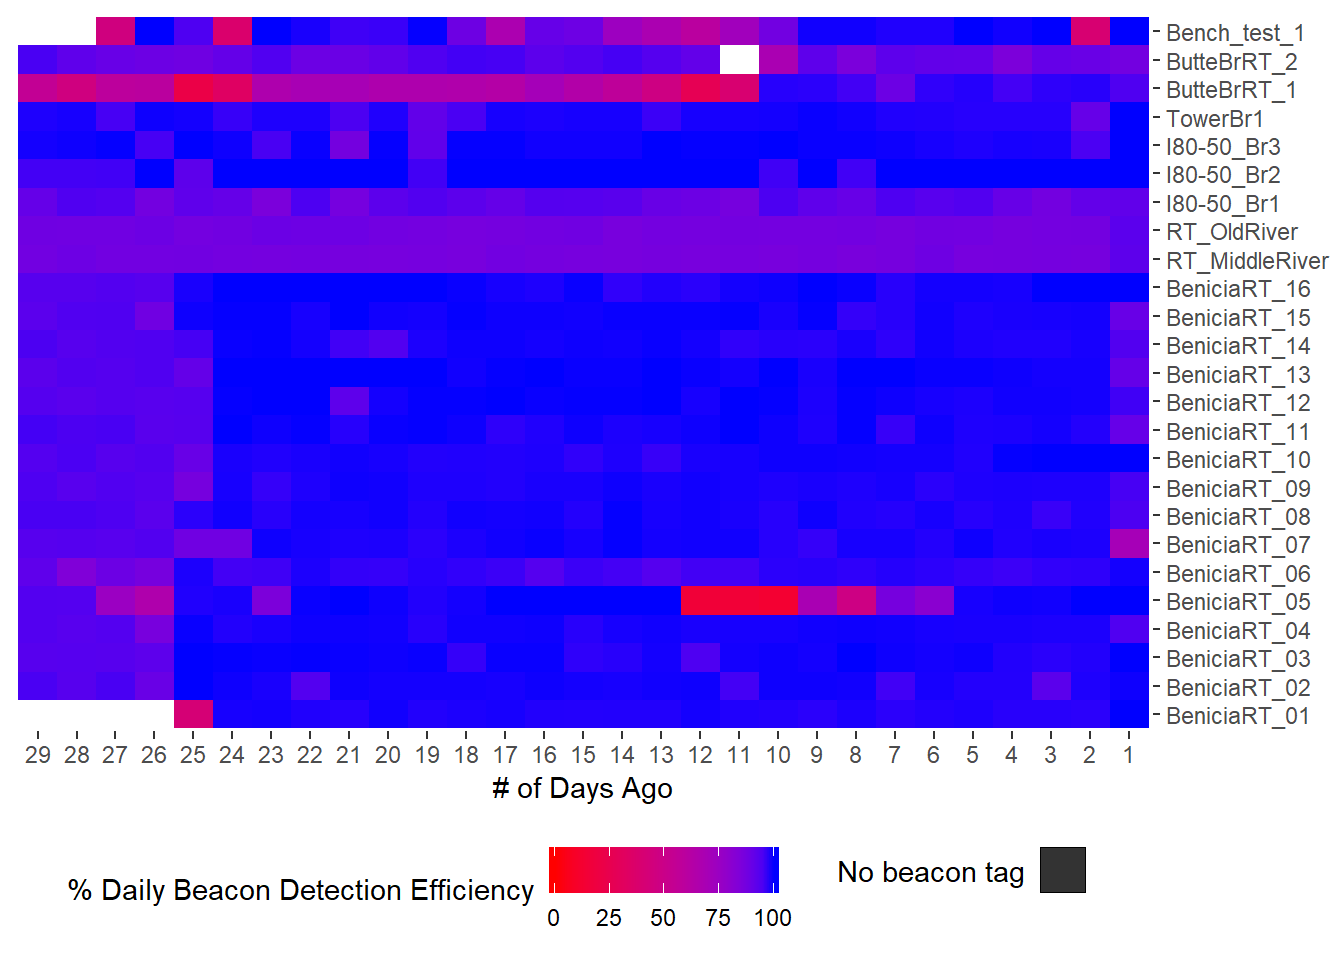 Bench_test_1
ButteBrRT_2
ButteBrRT_1
TowerBr1
I80-50_Br3
I80-50_Br2
I80-50_Br1
RT_OldRiver
RT_MiddleRiver
BeniciaRT_16
BeniciaRT_15
BeniciaRT_14
BeniciaRT_13
BeniciaRT_12
BeniciaRT_11
BeniciaRT_10
BeniciaRT_09
BeniciaRT_08
BeniciaRT_07
BeniciaRT_06
BeniciaRT_05
BeniciaRT_04
BeniciaRT_03
BeniciaRT_02
BeniciaRT_01
29 28 27 26 25 24 23 22 21 20 19 18 17 16 15 14 13 12 11 10 9 8 7 6 5 4 3 2 1
# of Days Ago
% Daily Beacon Detection Efficiency
0 25 50 75 100
No beacon tag